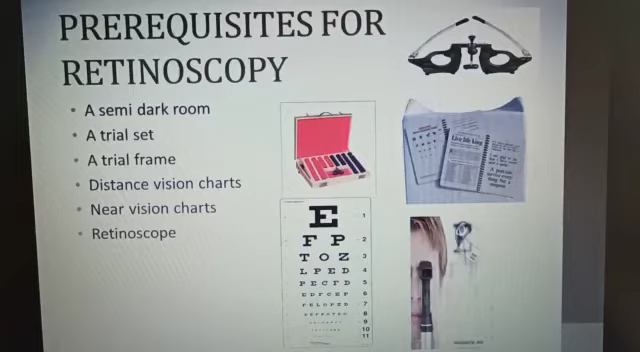 PREREQUISITES FOR
RETINOSCOPY
• A semi dark room
• A trial set
• A trial frame
• Distance vision charts
• Near vision charts
• Retinoscope
E 1
F P 2
T O Z 3
L P E D 4
P E C F D 5
E D F C Z P 6
F E L O P Z D 7
D E F P O T E C 8
9
10
11